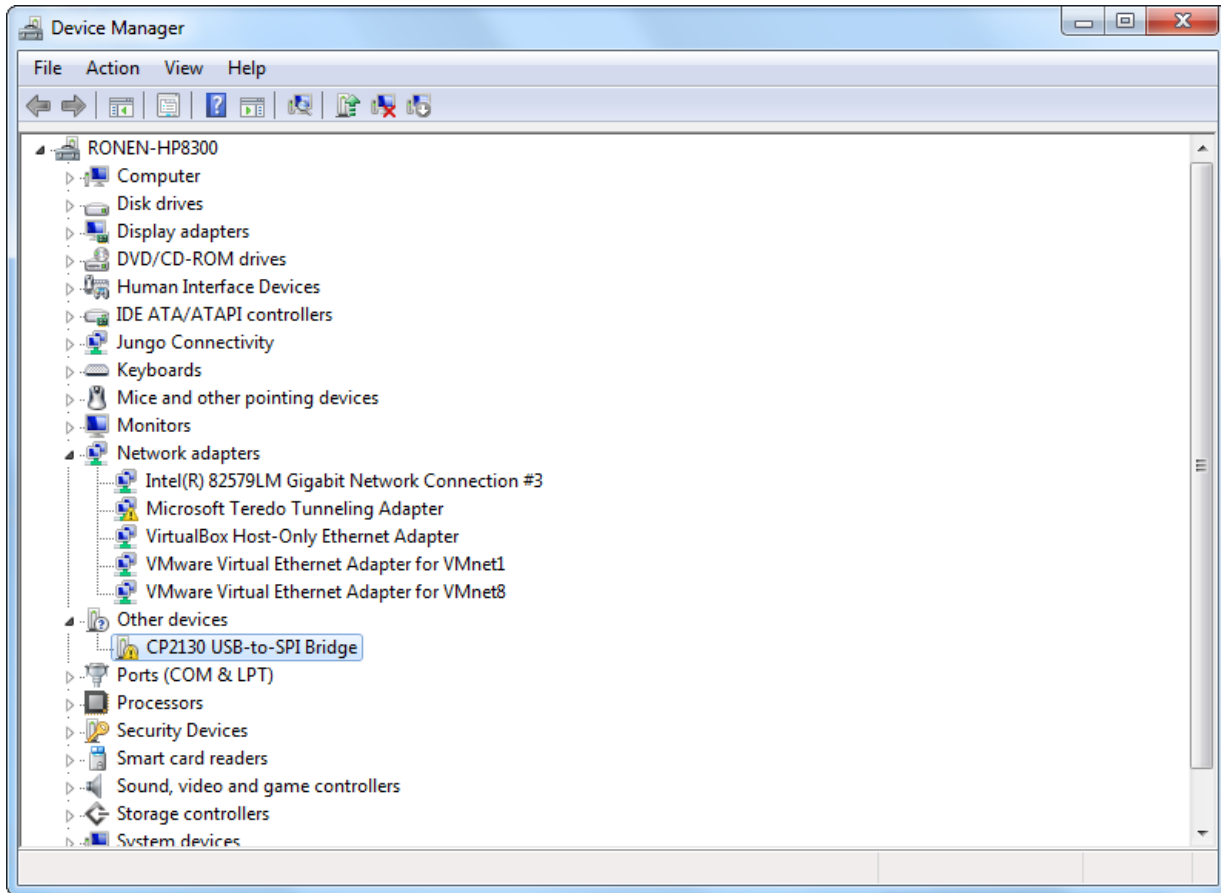 Device Manager
File Action View Help
RONEN-HP8300
Computer
Disk drives
Display adapters
DVD/CD-ROM drives
Human Interface Devices
IDE ATA/ATAPI controllers
Jungo Connectivity
Keyboards
Mice and other pointing devices
Monitors
Network adapters
Intel(R) 82579LM Gigabit Network Connection #3
Microsoft Teredo Tunneling Adapter
VirtualBox Host-Only Ethernet Adapter
VMware Virtual Ethernet Adapter for VMnet1
VMware Virtual Ethernet Adapter for VMnet8
Other devices
CP2130 USB-to-SPI Bridge
Ports (COM & LPT)
Processors
Security Devices
Smart card readers
Sound, video and game controllers
Storage controllers
System devices